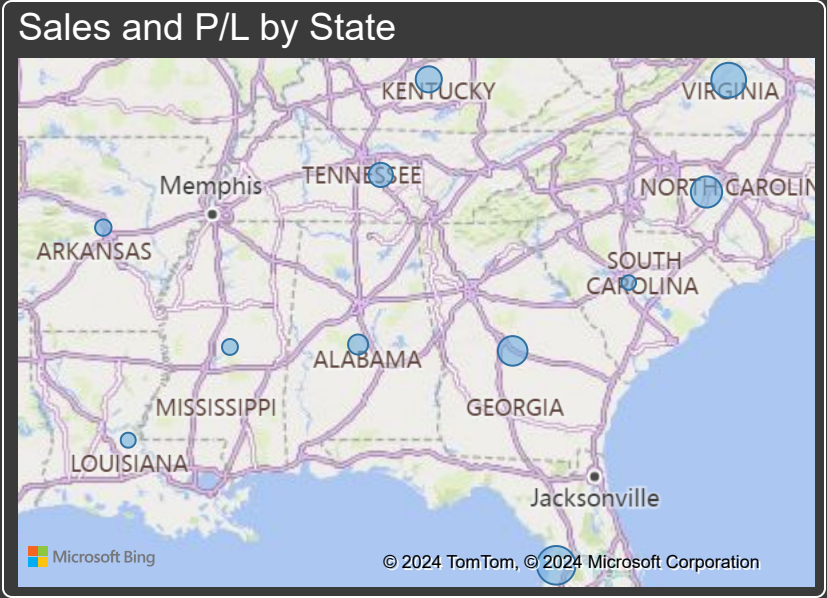 Sales and P/L by State
KENTUCKY
VIRGINIA
TENNESSEE
Memphis
NORTH CAROLIN
ARKANSAS
SOUTH
CAROLINA
ALABAMA
MISSISSIPPI
GEORGIA
LOUISIANA
Jacksonville
Microsoft Bing
© 2024 TomTom, © 2024 Microsoft Corporation